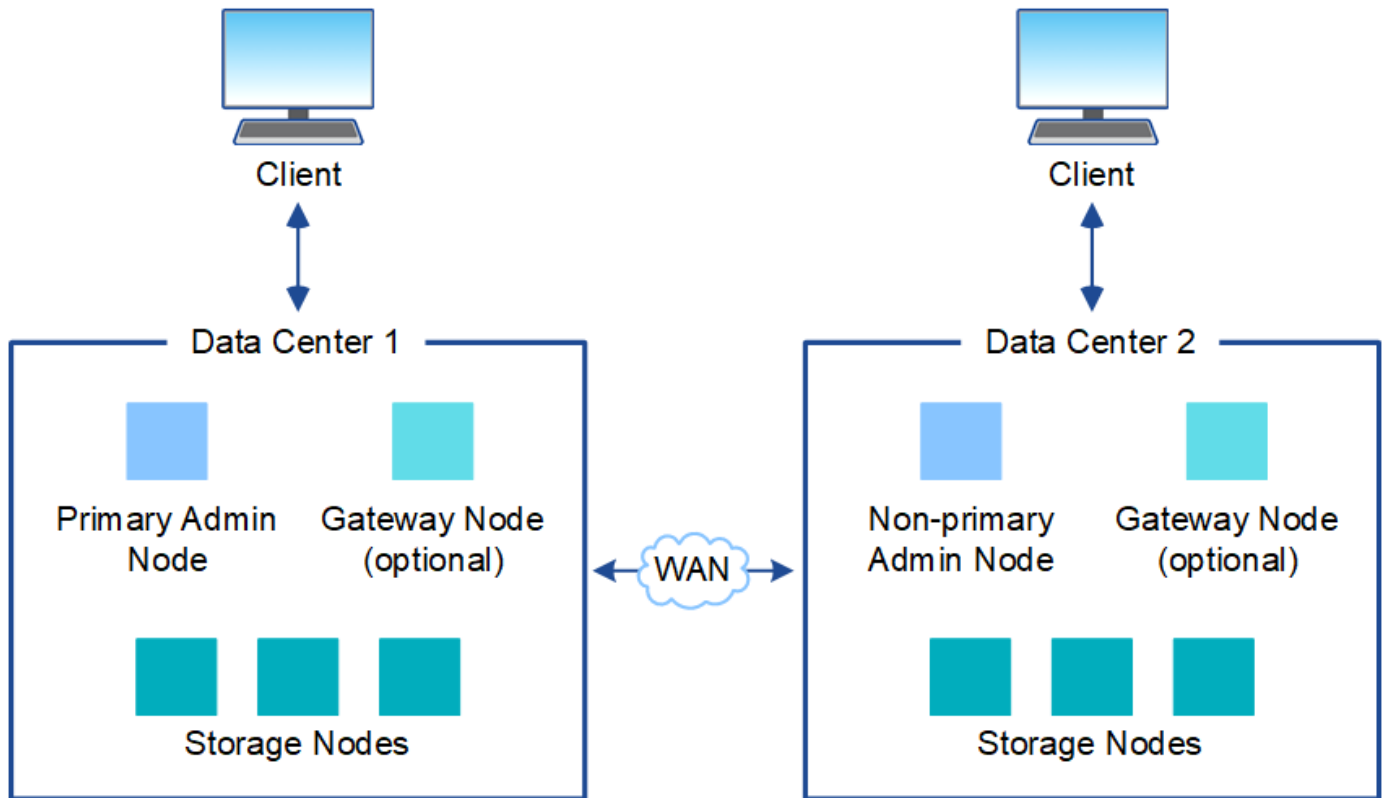 Client
Client
Data Center 1
Data Center 2
Primary Admin
Node
Gateway Node
(optional)
Non-primary
Admin Node
Gateway Node
(optional)
WAN
Storage Nodes
Storage Nodes